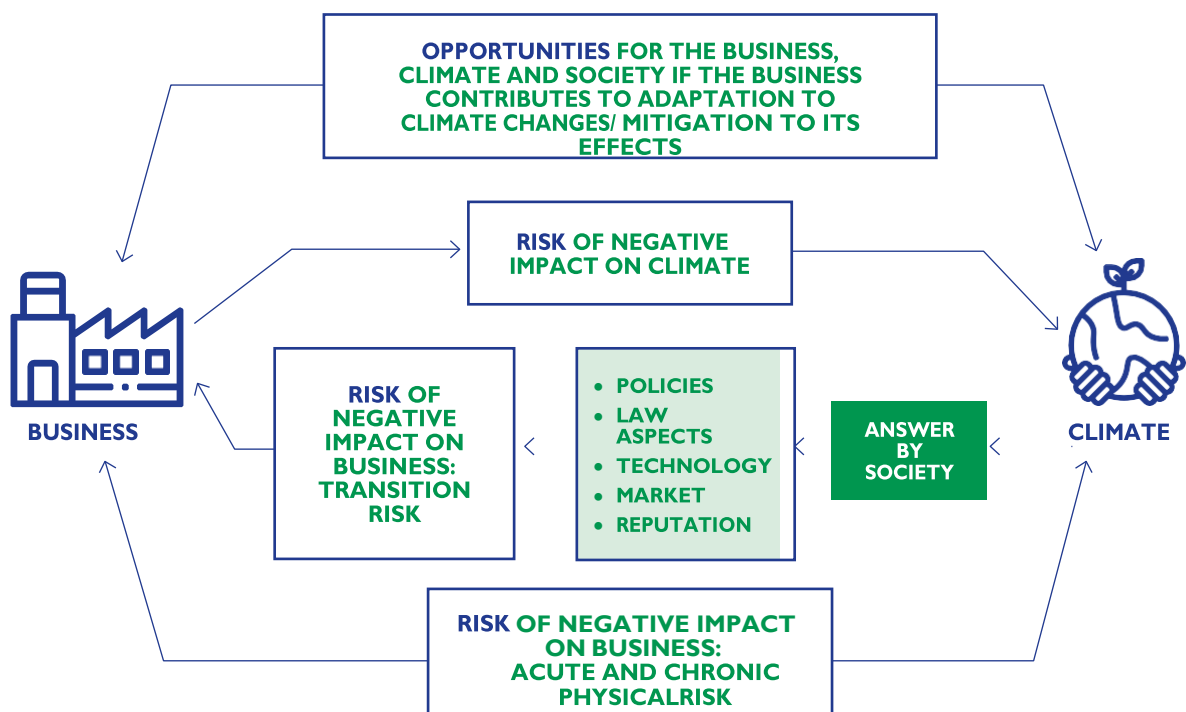 OPPORTUNITIES FOR THE BUSINESS,
CLIMATE AND SOCIETY IF THE BUSINESS
CONTRIBUTES TO ADAPTATION TO
CLIMATE CHANGES/ MITIGATION TO ITS
EFFECTS
RISK OF NEGATIVE
IMPACT ON CLIMATE
BUSINESS
RISK OF
NEGATIVE
IMPACT ON
BUSINESS:
TRANSITION
RISK
• POLICIES
• LAW
ASPECTS
• TECHNOLOGY
• MARKET
• REPUTATION
ANSWER
BY
SOCIETY
CLIMATE
RISK OF NEGATIVE IMPACT
ON BUSINESS:
ACUTE AND CHRONIC
PHYSICALRISK